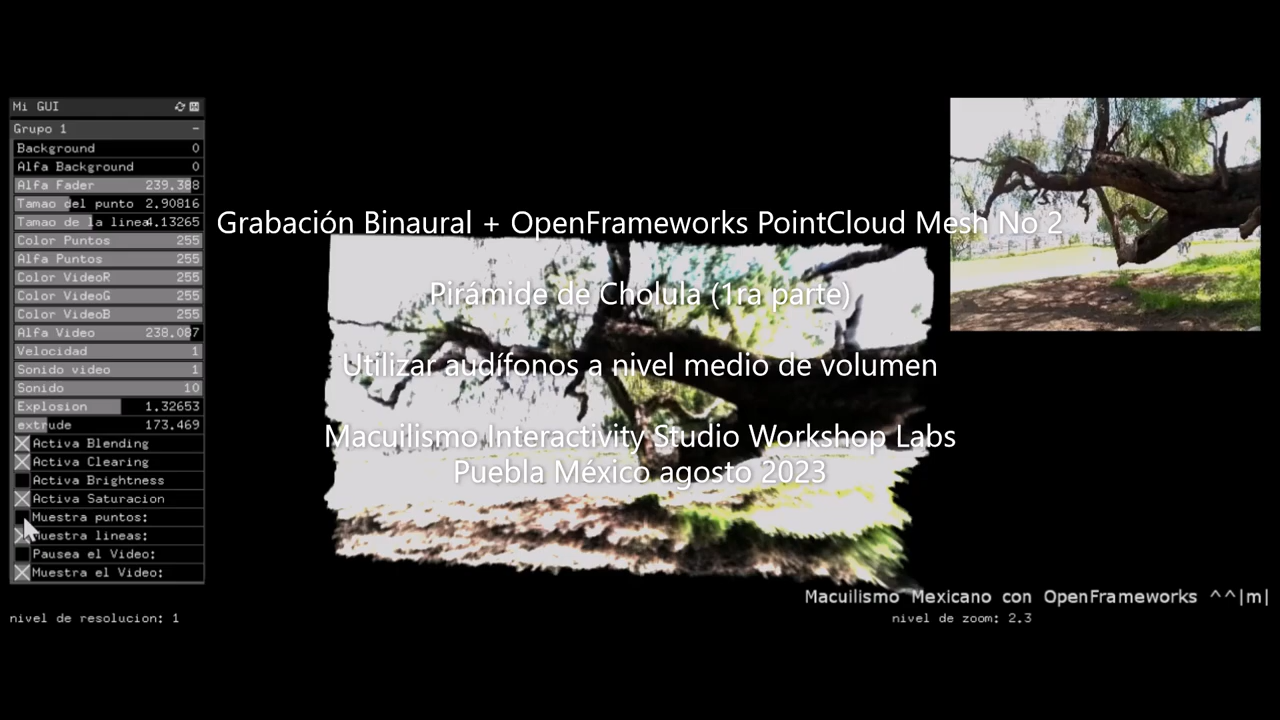 Mi GUI
Grupo 1
Background 0
Alfa Background 0
Alfa Fader 239.388
Tamao del punto 2.90816
Tamao de la linea 4.13265
Color Puntos 255
Alfa Puntos 255
Color VideoR 255
Color VideoG 255
Color VideoB 255
Alfa Video 238.087
Velocidad 1
Sonido video 1
Sonido 10
Explosion 1.32653
extrude 173.469
Activa Blending
Activa Clearing
Activa Brightness
Activa Saturacion
Muestra puntos:
Muestra lineas:
Pausea el Video:
Muestra el Video:
nivel de resolucion: 1
Grabación Binaural + OpenFrameworks PointCloud Mesh No 2
Pirámide de Cholula (1ra parte)
Utilizar audífonos a nivel medio de volumen
Macuilismo Interactivity Studio Workshop Labs
Puebla México agosto 2023
Macuilismo Mexicano con OpenFrameworks ^^|m|
nivel de zoom: 2.3